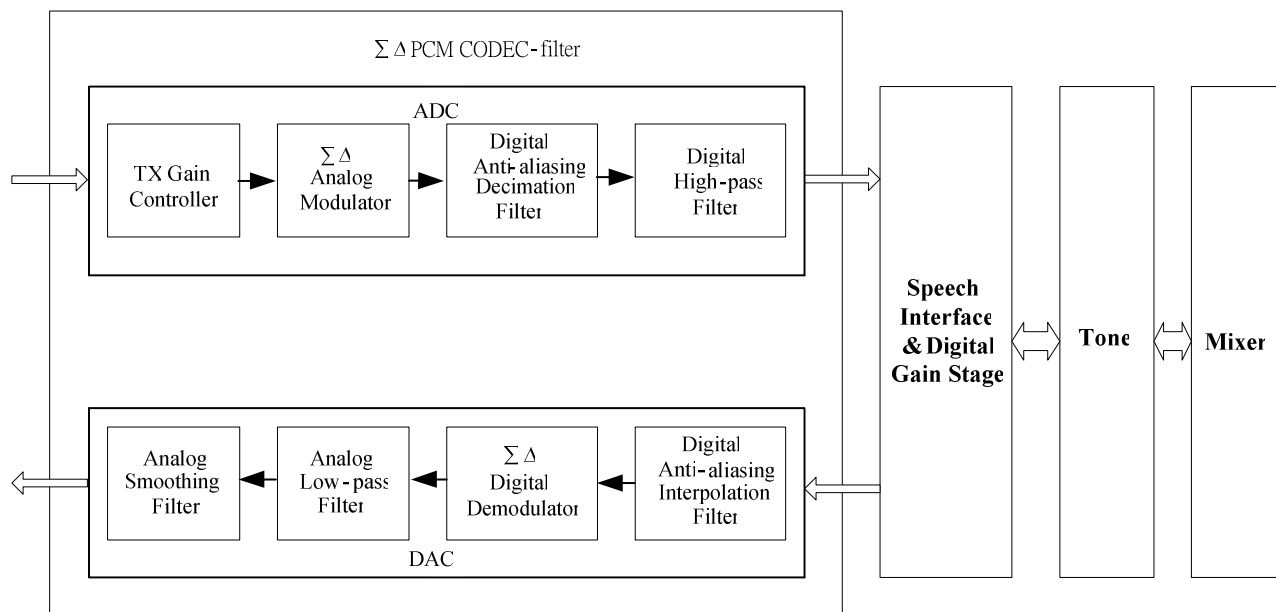 ∑ Δ PCM CODEC-filter
ADC
TX Gain
Controller
∑ Δ
Analog
Modulator
Digital
Anti-aliasing
Decimation
Filter
Digital
High-pass
Filter
Speech
Interface
& Digital
Gain Stage
Tone
Mixer
Analog
Smoothing
Filter
Analog
Low-pass
Filter
∑ Δ
Digital
Demodulator
Digital
Anti-aliasing
Interpolation
Filter
DAC